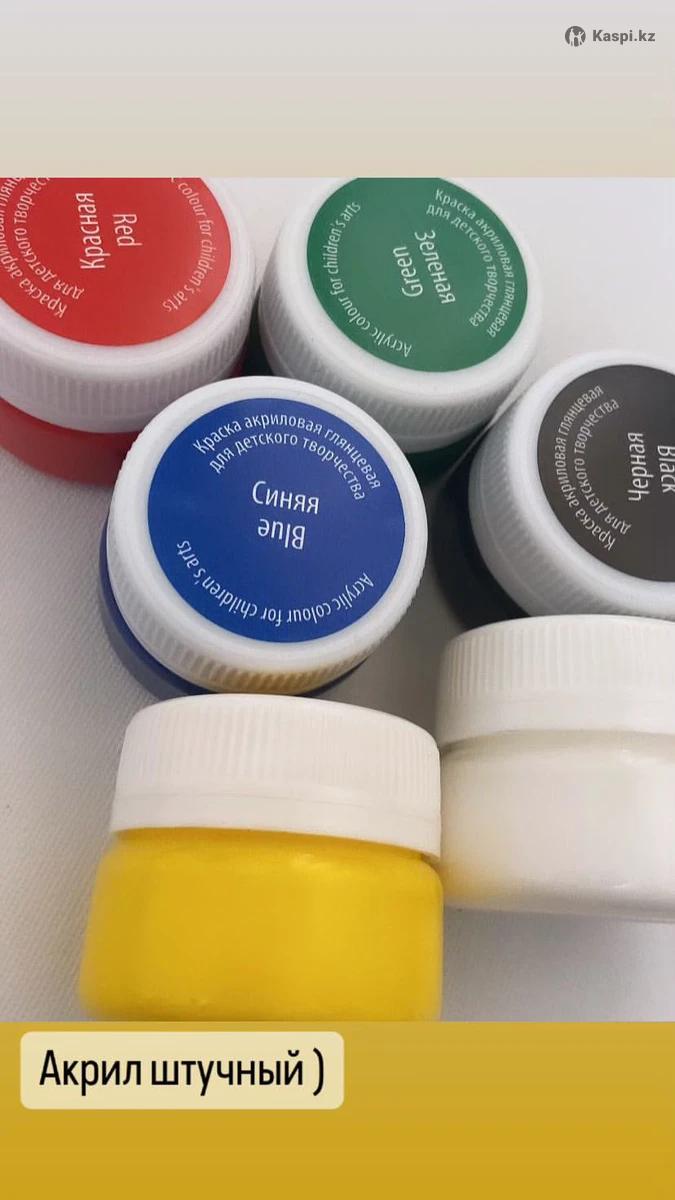 Kaspi.kz
Краска акриловая
для детского творчества
Красная
Red
colour for children's arts
Краска акриловая глянцевая
для детского творчества
Зеленая
Green
Acrylic colour for children's arts
Краска акриловая глянцевая
для детского творчества
Синяя
Blue
Acrylic colour for children's arts
Краска акриловая глянцевая
для детского творчества
Черная
Black
Акрил штучный )